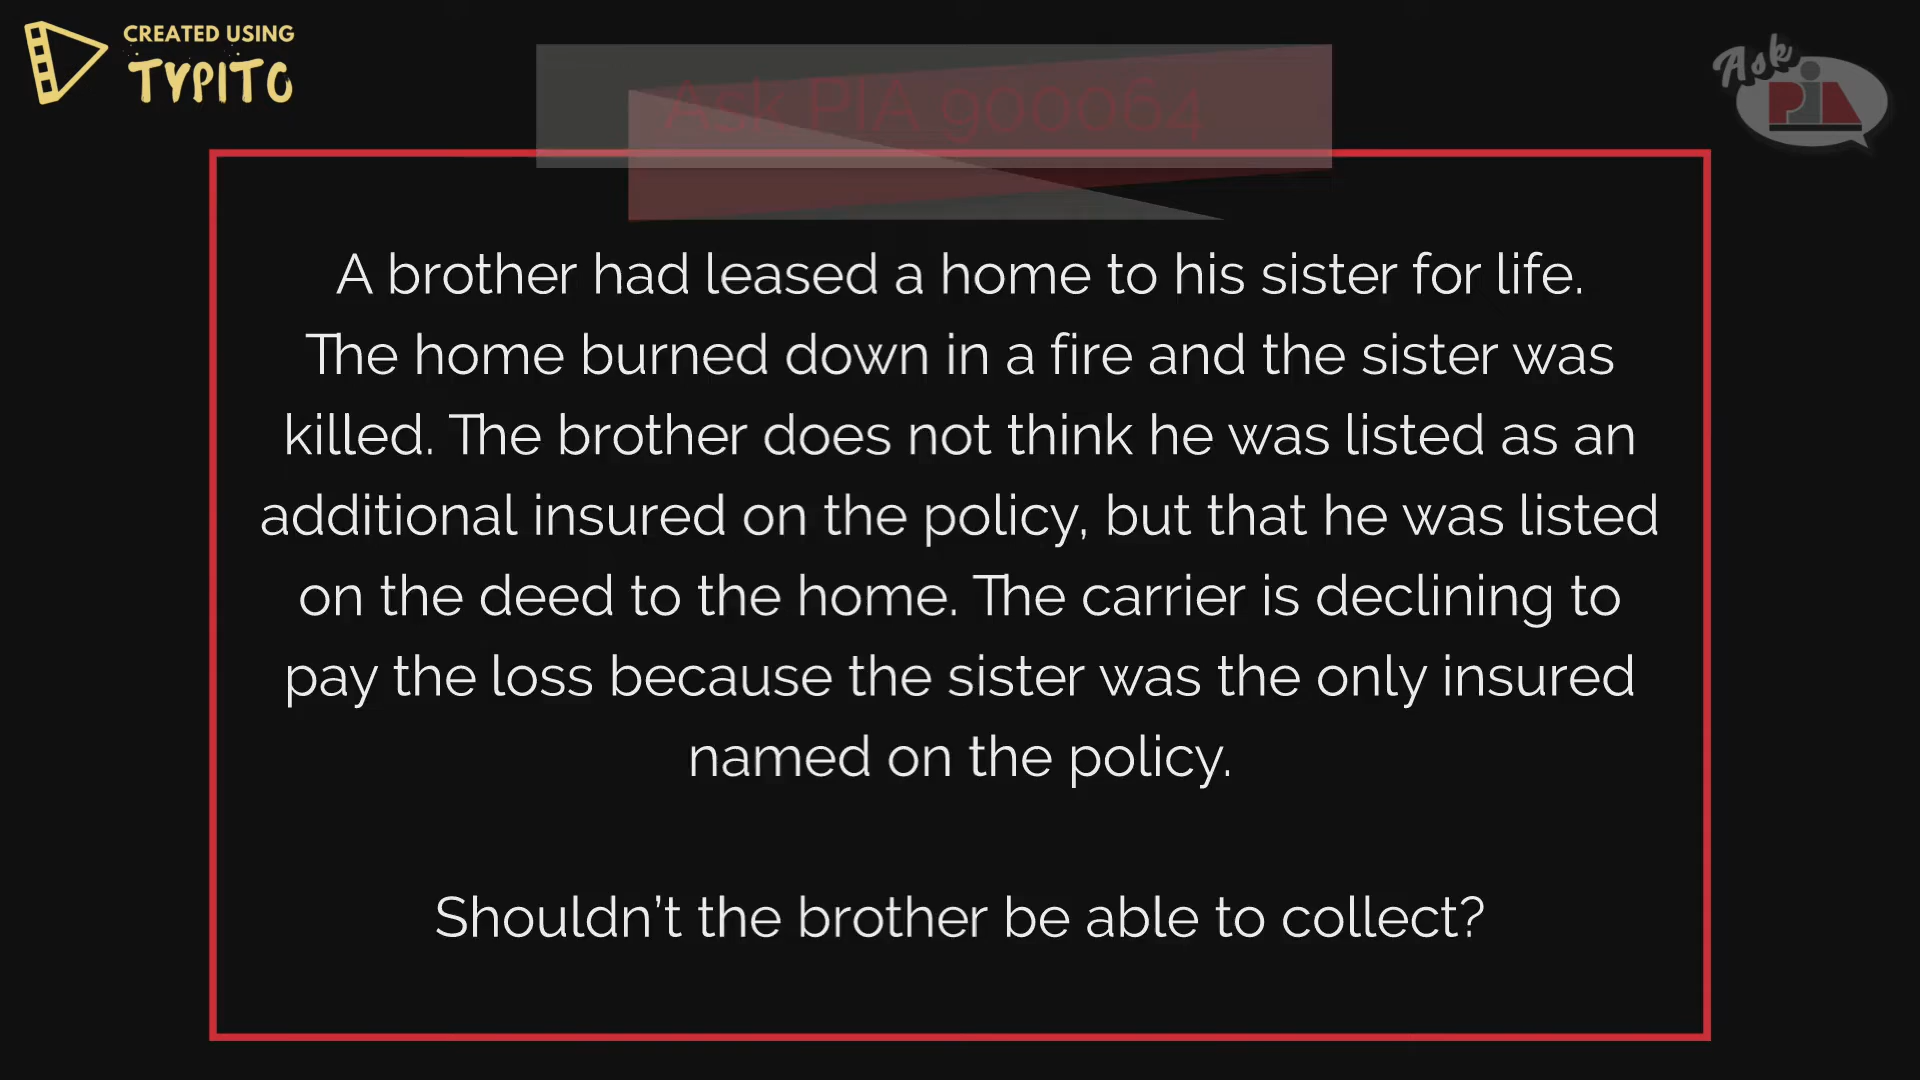 CREATED USING
TYPITO
Ask PIA 900064
Ask
PIA
A brother had leased a home to his sister for life.
The home burned down in a fire and the sister was
killed. The brother does not think he was listed as an
additional insured on the policy, but that he was listed
on the deed to the home. The carrier is declining to
pay the loss because the sister was the only insured
named on the policy.
Shouldn’t the brother be able to collect?